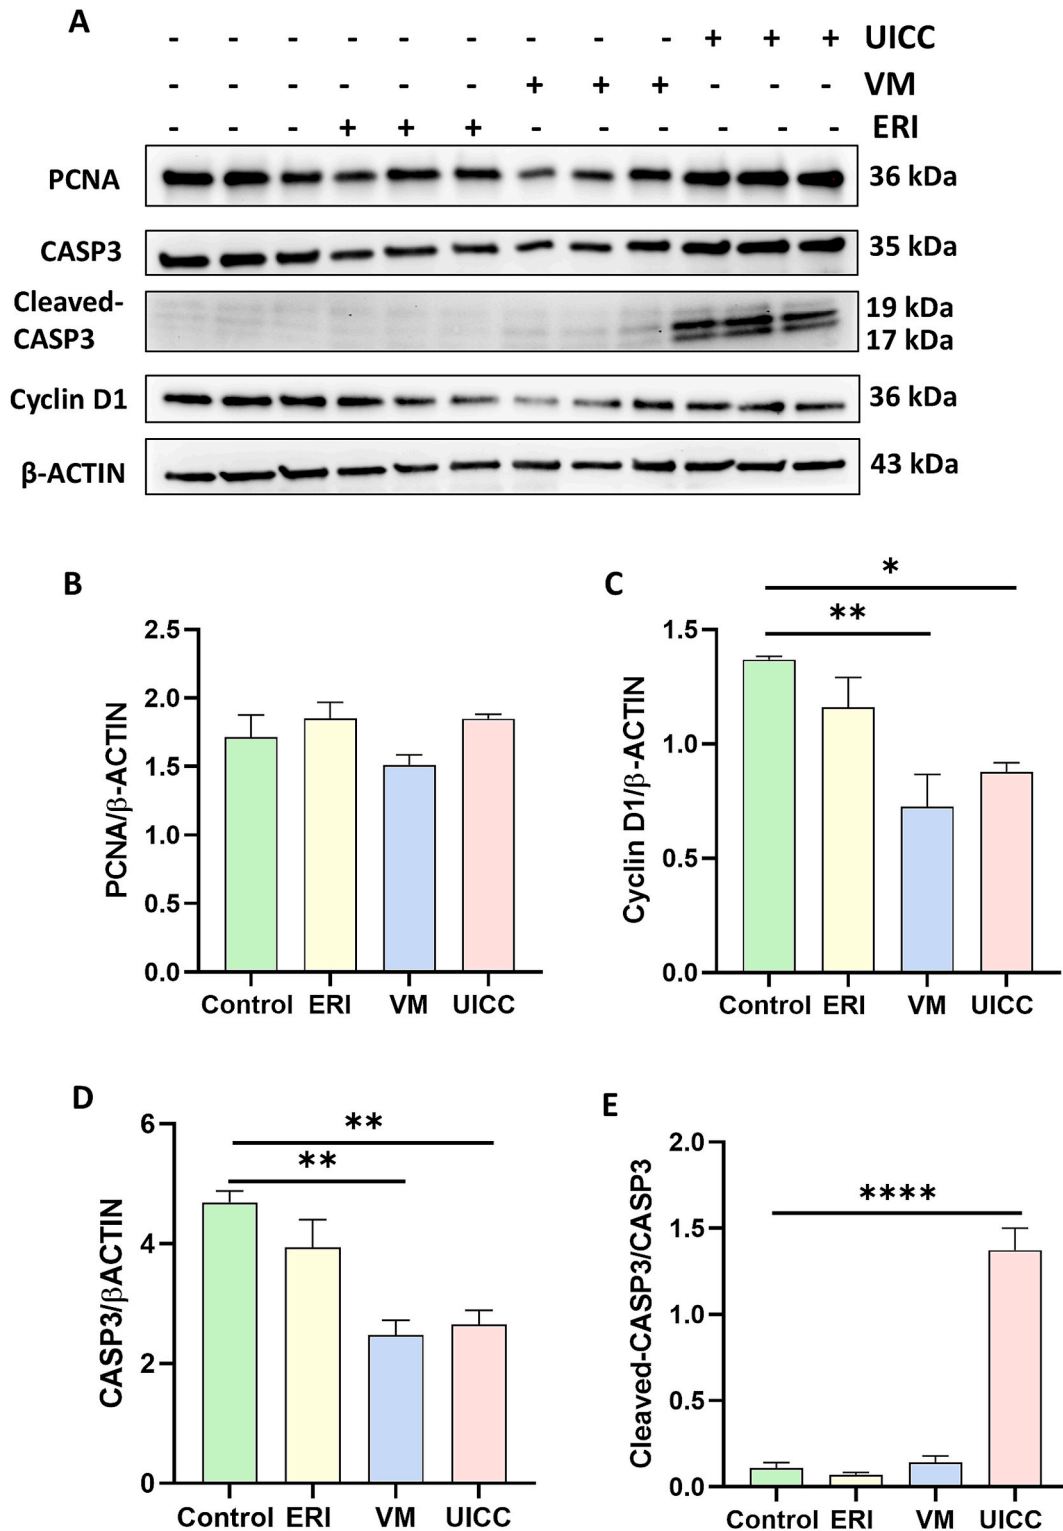 A
- - - - - - - - - + + + UICC
- - - - - - + + + - - - VM
- - - + + + - - - - - - ERI
PCNA 36 kDa
CASP3 35 kDa
Cleaved- 19 kDa
CASP3 17 kDa
Cyclin D1 36 kDa
β-ACTIN 43 kDa
B
PCNA/β-ACTIN
2.5
2.0
1.5
1.0
0.5
0.0
Control ERI VM UICC
C
*
**
Cyclin D1/β-ACTIN
1.5
1.0
0.5
0.0
Control ERI VM UICC
D
**
**
CASP3/βACTIN
6
4
2
0
Control ERI VM UICC
E
****
Cleaved-CASP3/CASP3
2.0
1.5
1.0
0.5
0.0
Control ERI VM UICC